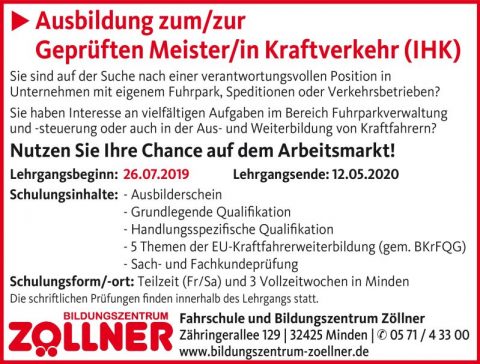 ▶ Ausbildung zum/zur
Geprüften Meister/in Kraftverkehr (IHK)
Sie sind auf der Suche nach einer verantwortungsvollen Position in
Unternehmen mit eigenem Fuhrpark, Speditionen oder Verkehrsbetrieben?
Sie haben Interesse an vielfältigen Aufgaben im Bereich Fuhrparkverwaltung
und -steuerung oder auch in der Aus- und Weiterbildung von Kraftfahrern?
Nutzen Sie Ihre Chance auf dem Arbeitsmarkt!
Lehrgangsbeginn: 26.07.2019 Lehrgangsende: 12.05.2020
Schulungsinhalte: - Ausbilderschein
- Grundlegende Qualifikation
- Handlungsspezifische Qualifikation
- 5 Themen der EU-Kraftfahrerweiterbildung (gem. BKrFQG)
- Sach- und Fachkundeprüfung
Schulungsform/-ort: Teilzeit (Fr/Sa) und 3 Vollzeitwochen in Minden
Die schriftlichen Prüfungen finden innerhalb des Lehrgangs statt.
BILDUNGSZENTRUM
ZÖLLNER
Fahrschule und Bildungszentrum Zöllner
Zähringerallee 129 | 32425 Minden | ✆ 05 71 / 4 33 00
www.bildungszentrum-zoellner.de